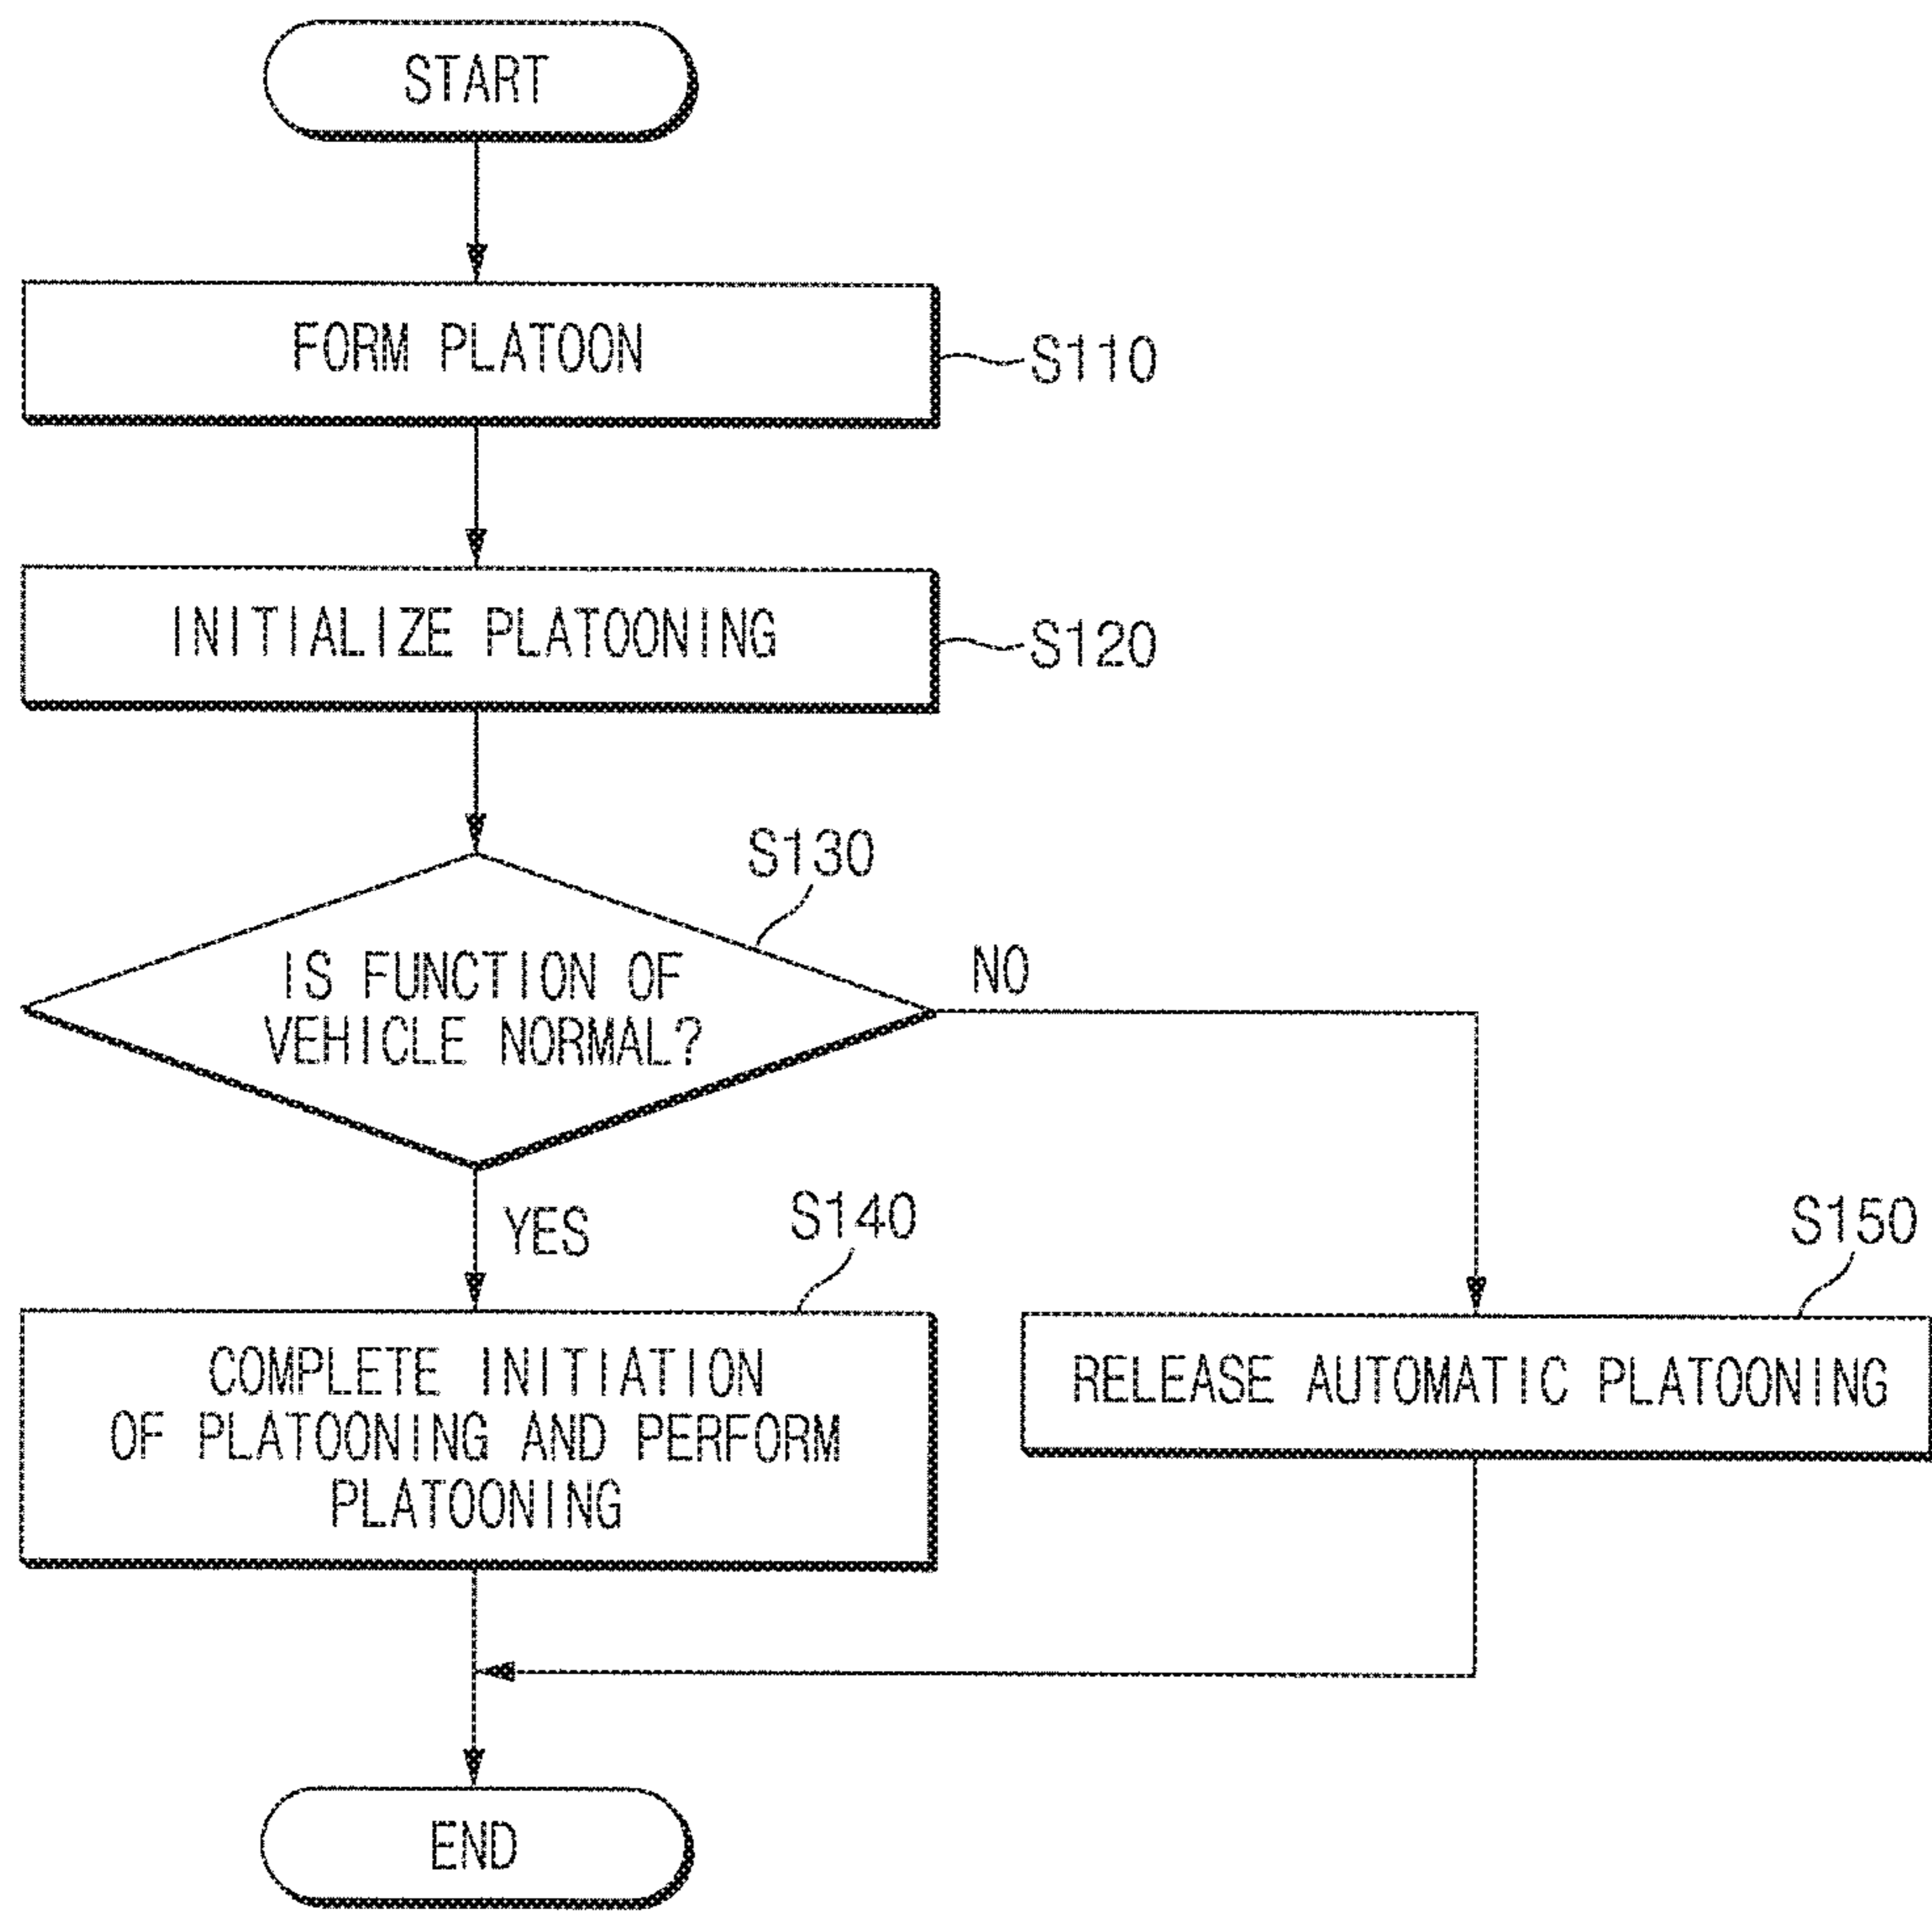 START
FORM PLATOON
S110
INITIALIZE PLATOONING
S120
S130
IS FUNCTION OF
VEHICLE NORMAL?
NO
YES
S140
COMPLETE INITIATION
OF PLATOONING AND PERFORM
PLATOONING
S150
RELEASE AUTOMATIC PLATOONING
END